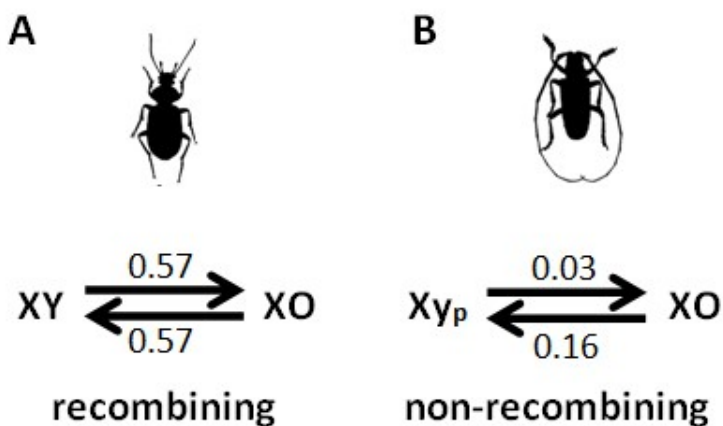 A B
0.57 0.03
XY XO Xyp XO
0.57 0.16
recombining non-recombining